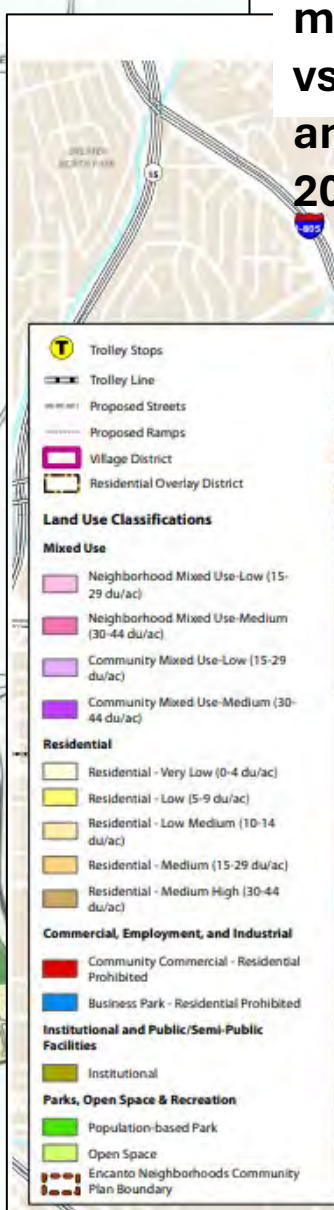 m
vs
an
20
GREATER
NORTH PARK
15
I-805
T Trolley Stops
Trolley Line
Proposed Streets
Proposed Ramps
Village District
Residential Overlay District
Land Use Classifications
Mixed Use
Neighborhood Mixed Use-Low (15-
29 du/ac)
Neighborhood Mixed Use-Medium
(30-44 du/ac)
Community Mixed Use-Low (15-29
du/ac)
Community Mixed Use-Medium (30-
44 du/ac)
Residential
Residential - Very Low (0-4 du/ac)
Residential - Low (5-9 du/ac)
Residential - Low Medium (10-14
du/ac)
Residential - Medium (15-29 du/ac)
Residential - Medium High (30-44
du/ac)
Commercial, Employment, and Industrial
Community Commercial - Residential
Prohibited
Business Park - Residential Prohibited
Institutional and Public/Semi-Public
Facilities
Institutional
Parks, Open Space & Recreation
Population-based Park
Open Space
Encanto Neighborhoods Community
Plan Boundary